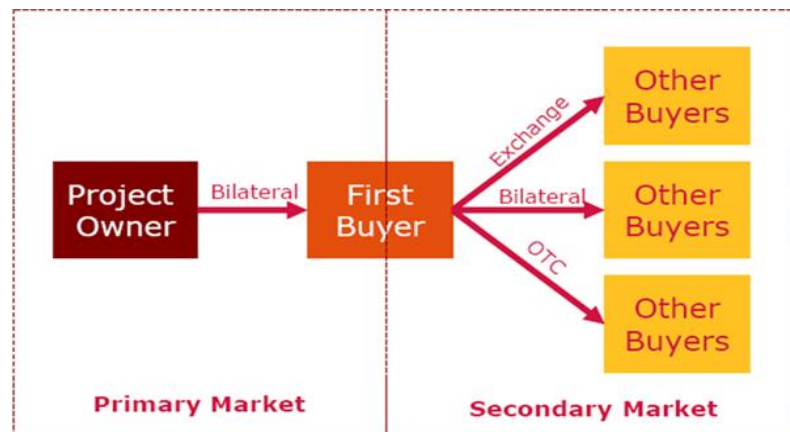 Project
Owner
Bilateral
First
Buyer
Exchange
Bilateral
OTC
Other
Buyers
Other
Buyers
Other
Buyers
Primary Market
Secondary Market